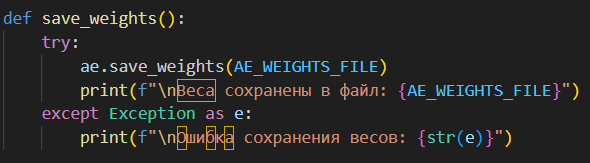 def save_weights():
    try:
        ae.save_weights(AE_WEIGHTS_FILE)
        print(f"\nВеса сохранены в файл: {AE_WEIGHTS_FILE}")
    except Exception as e:
        print(f"\nОшибка сохранения весов: {str(e)}")